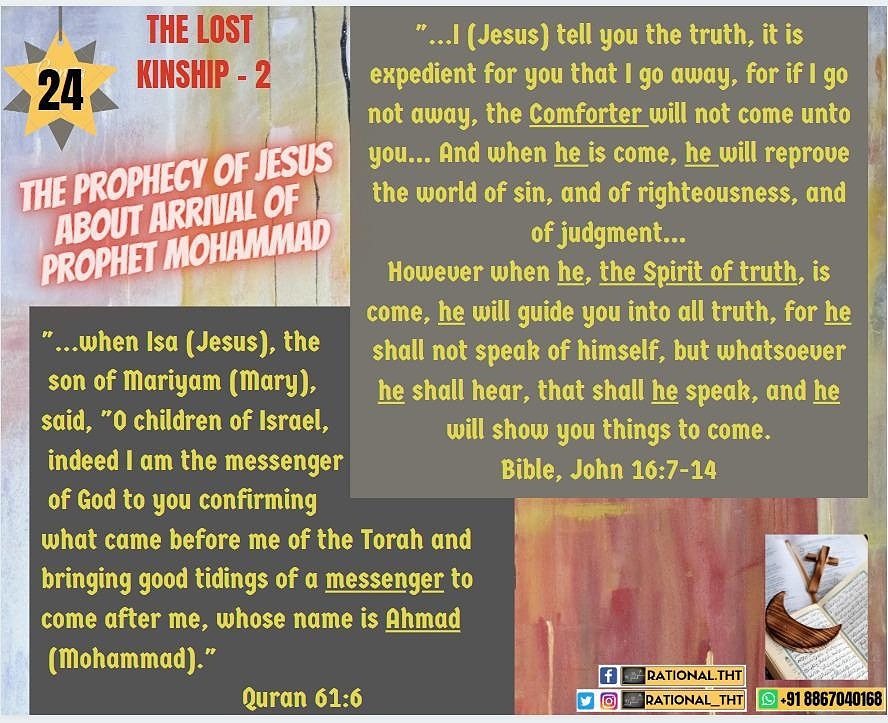 24
THE LOST
KINSHIP - 2
THE PROPHECY OF JESUS
ABOUT ARRIVAL OF
PROPHET MOHAMMAD
"...I (Jesus) tell you the truth, it is
expedient for you that I go away, for if I go
not away, the Comforter will not come unto
you... And when he is come, he will reprove
the world of sin, and of righteousness, and
of judgment...
However when he, the Spirit of truth, is
come, he will guide you into all truth, for he
shall not speak of himself, but whatsoever
he shall hear, that shall he speak, and he
will show you things to come.
Bible, John 16:7-14
"...when Isa (Jesus), the
son of Mariyam (Mary),
said, "O children of Israel,
indeed I am the messenger
of God to you confirming
what came before me of the Torah and
bringing good tidings of a messenger to
come after me, whose name is Ahmad
(Mohammad)."
Quran 61:6
RATIONAL.THT
RATIONAL_THT
+91 8867040168